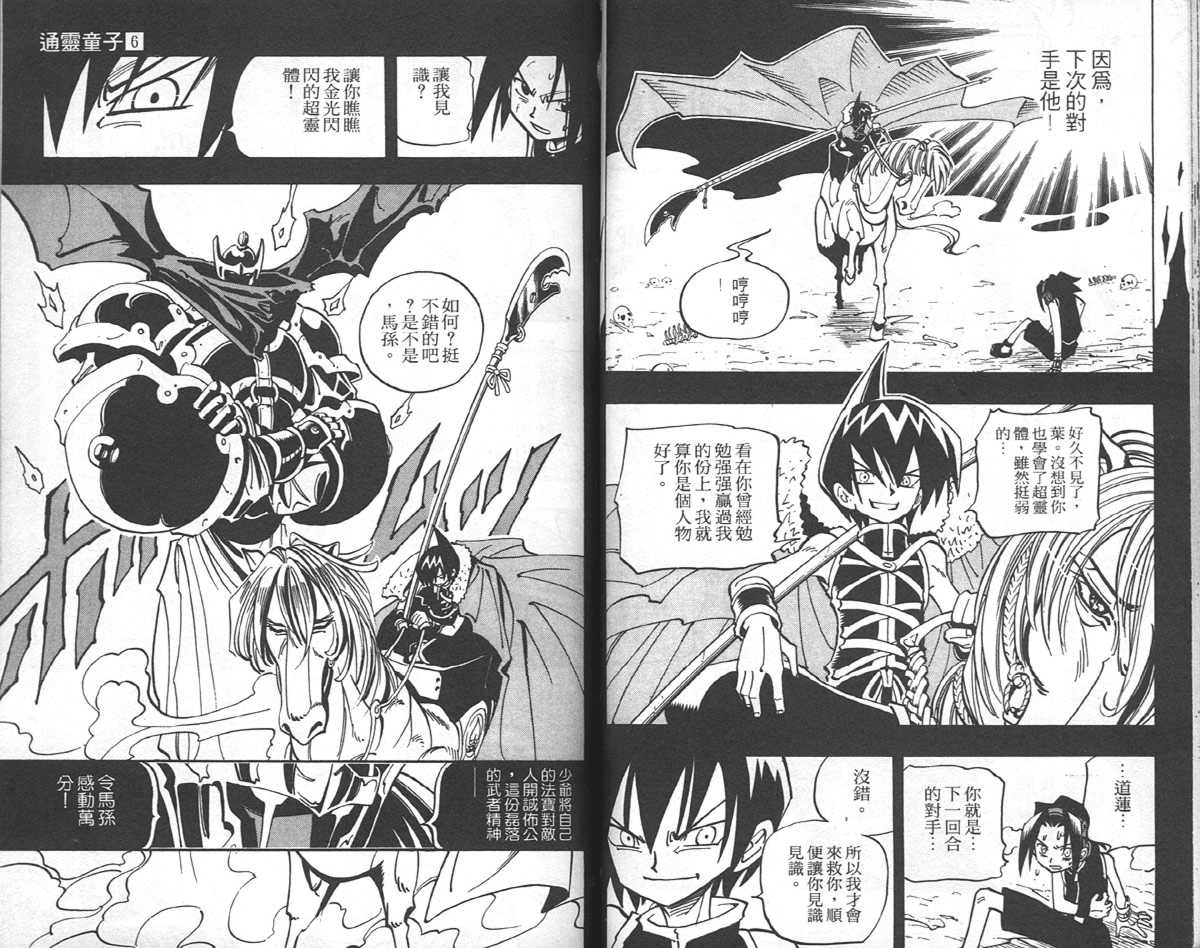 因為，
下次的對
手是他！
哼哼哼
！
好久不見了，
葉。沒想到你
也學會了超靈
體，雖然挺弱
的…
看在你曾經勉
勉强强贏過我
的份上，我就
算你是個人物
好了。
…道蓮…
你就是…
下一回合
的對手…
沒錯。
所以我才會
來救你，順
便讓你見識
見識。
通靈童子6
讓我見
識？
讓你瞧瞧
我金光閃
閃的超靈
體！
如何？挺
不錯的吧
？是不是
，馬孫。
少爺將自己
的法寶對敵
人開誠佈公
，這份磊落
的武者精神
——
令馬孫
感動萬
分！